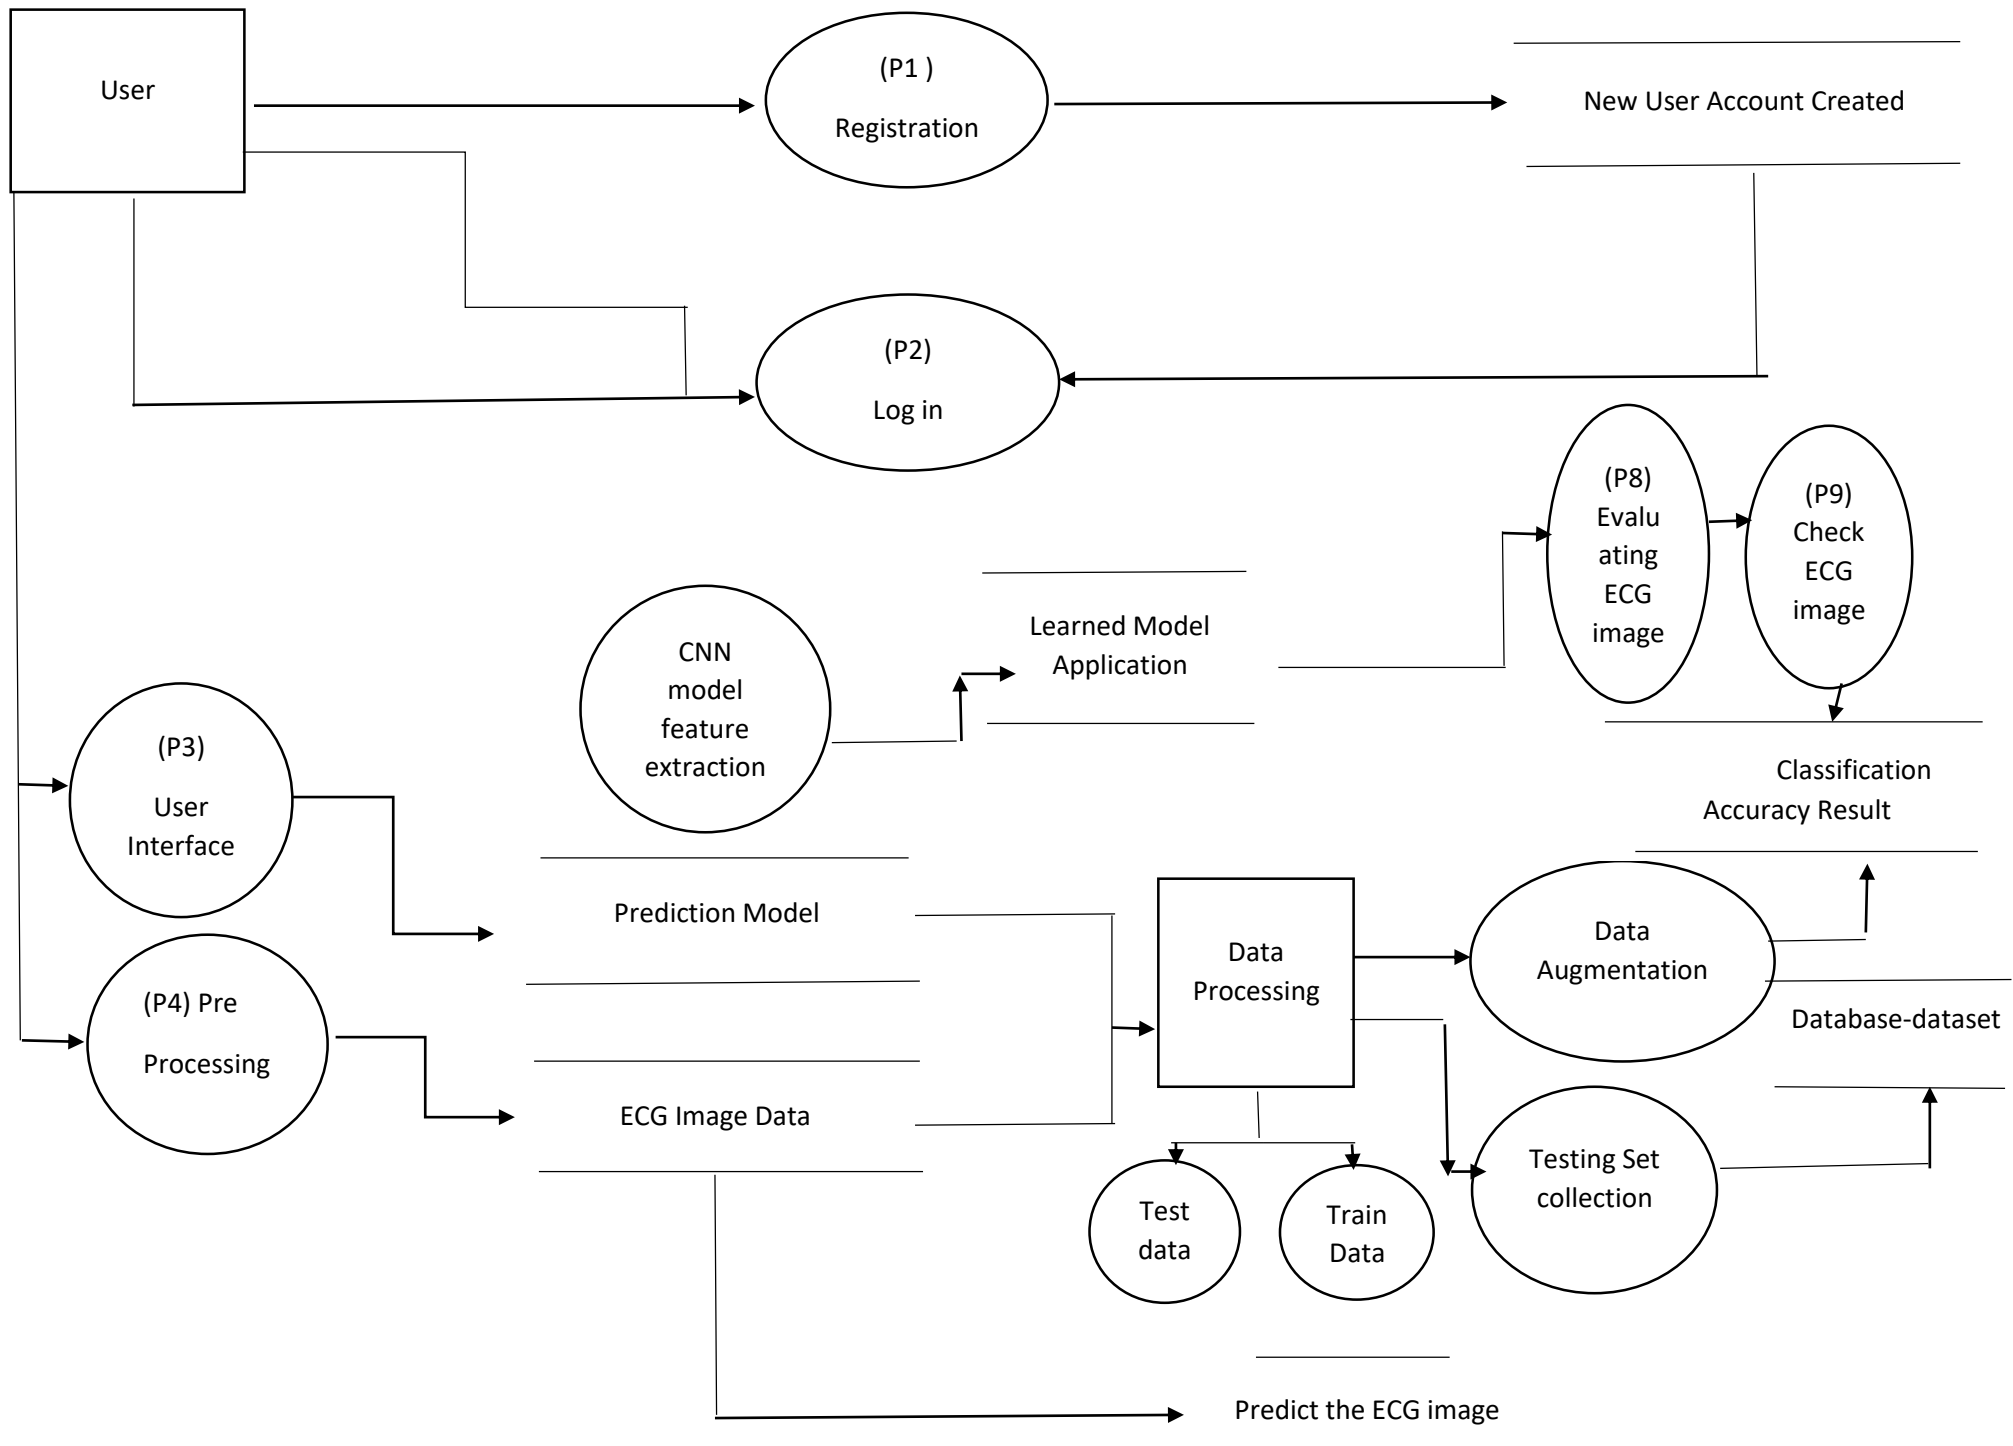 User
(P1 )
Registration
New User Account Created
(P2)
Log in
(P8)
Evalu
ating
ECG
image
(P9)
Check
ECG
image
CNN
model
feature
extraction
Learned Model
Application
(P3)
User
Interface
Classification
Accuracy Result
Prediction Model
Data
Processing
Data
Augmentation
(P4) Pre
Processing
Database-dataset
ECG Image Data
Testing Set
collection
Test
data
Train
Data
Predict the ECG image